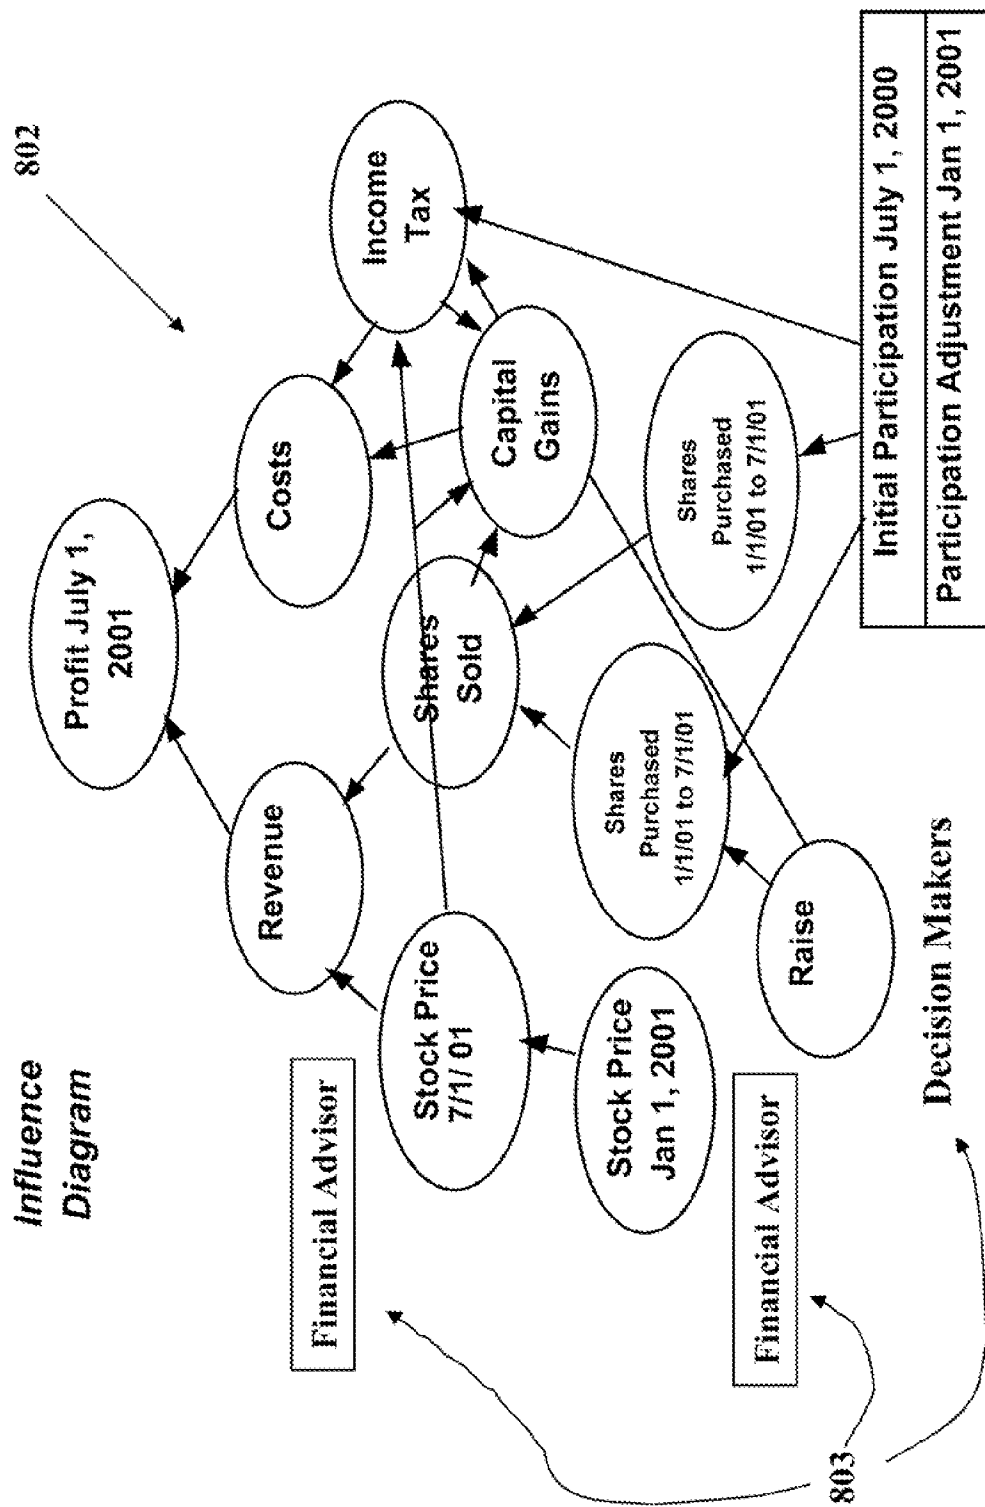 Influence
Diagram
802
Profit July 1,
2001
Revenue
Costs
Financial Advisor
Stock Price
7/1/ 01
Shares
Sold
Income
Tax
Capital
Gains
Stock Price
Jan 1, 2001
Shares
Purchased
1/1/01 to 7/1/01
Shares
Purchased
1/1/01 to 7/1/01
Financial Advisor
Raise
803
Decision Makers
Initial Participation July 1, 2000
Participation Adjustment Jan 1, 2001